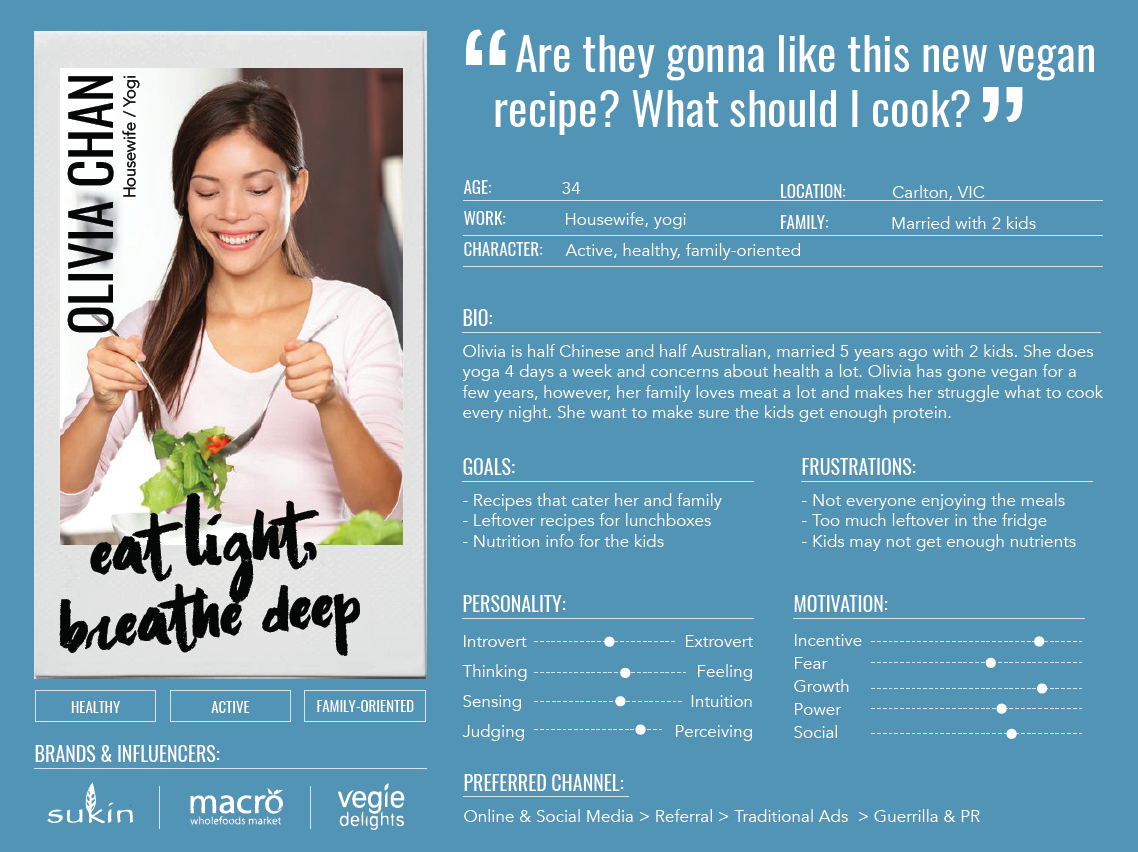 OLIVIA CHAN
Housewife / Yogi
eat light,
breathe deep
HEALTHY
ACTIVE
FAMILY-ORIENTED
BRANDS & INFLUENCERS:
sukin
macro
wholefoods market
vegie
delights
“Are they gonna like this new vegan
recipe? What should I cook?”
AGE: 34 LOCATION: Carlton, VIC
WORK: Housewife, yogi FAMILY: Married with 2 kids
CHARACTER: Active, healthy, family-oriented
BIO:
Olivia is half Chinese and half Australian, married 5 years ago with 2 kids. She does
yoga 4 days a week and concerns about health a lot. Olivia has gone vegan for a
few years, however, her family loves meat a lot and makes her struggle what to cook
every night. She want to make sure the kids get enough protein.
GOALS:
- Recipes that cater her and family
- Leftover recipes for lunchboxes
- Nutrition info for the kids
FRUSTRATIONS:
- Not everyone enjoying the meals
- Too much leftover in the fridge
- Kids may not get enough nutrients
PERSONALITY:
Introvert Extrovert
Thinking Feeling
Sensing Intuition
Judging Perceiving
MOTIVATION:
Incentive
Fear
Growth
Power
Social
PREFERRED CHANNEL:
Online & Social Media > Referral > Traditional Ads > Guerrilla & PR